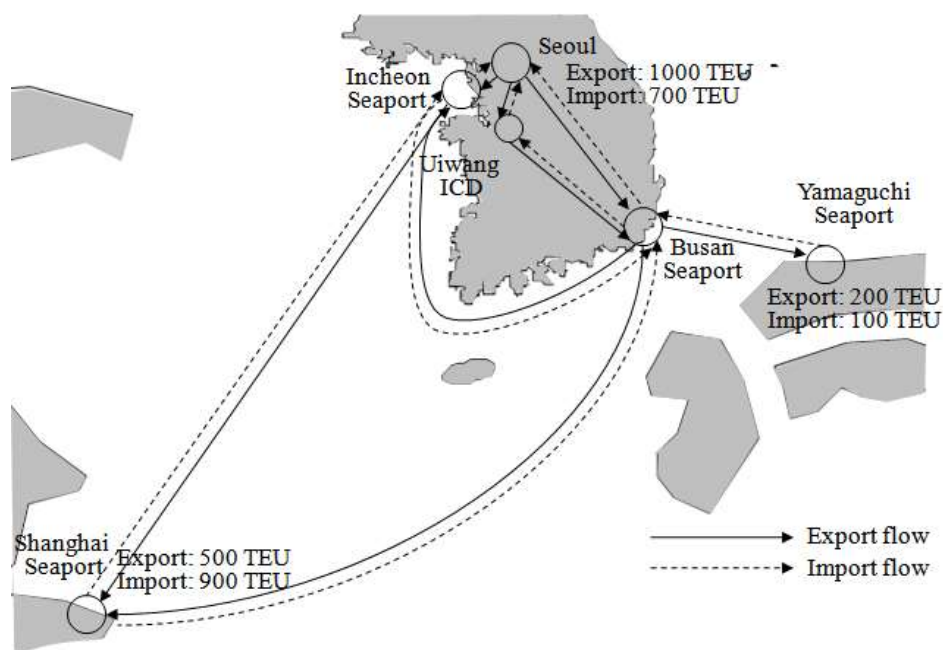 Seoul
Export: 1000 TEU
Import: 700 TEU
Incheon
Seaport
Uiwang
ICD
Yamaguchi
Seaport
Busan
Seaport
Export: 200 TEU
Import: 100 TEU
Shanghai
Seaport
Export: 500 TEU
Import: 900 TEU
Export flow
Import flow